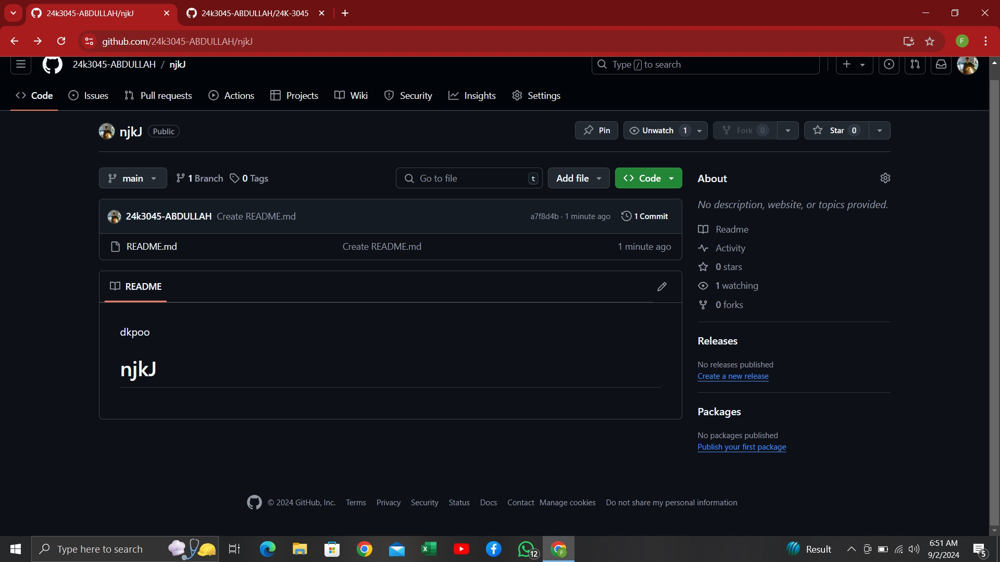 24k3045-ABDULLAH/njkJ
24k3045-ABDULLAH/24K-3045
github.com/24k3045-ABDULLAH/njkJ
F
24k3045-ABDULLAH / njkJ
Type / to search
Code
Issues
Pull requests
Actions
Projects
Wiki
Security
Insights
Settings
njkJ Public
Pin
Unwatch 1
Fork 0
Star 0
main
1 Branch
0 Tags
Go to file t
Add file
Code
24k3045-ABDULLAH Create README.md
a7f8d4b · 1 minute ago
1 Commit
README.md
Create README.md
1 minute ago
README
dkpoo
njkJ
About
No description, website, or topics provided.
Readme
Activity
0 stars
1 watching
0 forks
Releases
No releases published
Create a new release
Packages
No packages published
Publish your first package
© 2024 GitHub, Inc. Terms Privacy Security Status Docs Contact Manage cookies Do not share my personal information
Type here to search
12
F
Result
6:51 AM
9/2/2024
5